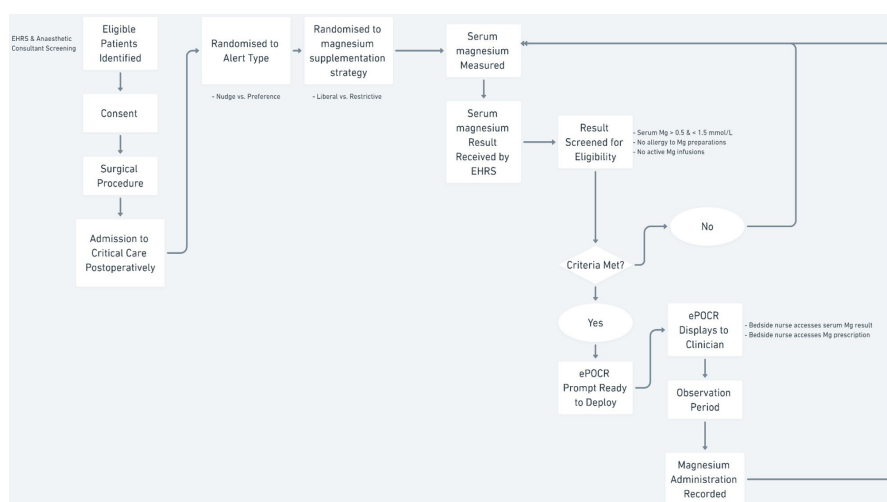 EHRS & Anaesthetic
Consultant Screening
Eligible
Patients
Identified
Consent
Surgical
Procedure
Admission to
Critical Care
Postoperatively
Randomised to
Alert Type
- Nudge vs. Preference
Randomised to
magnesium
supplementation
strategy
- Liberal vs. Restrictive
Serum
magnesium
Measured
Serum
magnesium
Result
Received by
EHRS
Result
Screened for
Eligibility
- Serum Mg > 0.5 & < 1.5 mmol/L
- No allergy to Mg preparations
- No active Mg infusions
Criteria Met?
No
Yes
ePOCR
Prompt Ready
to Deploy
ePOCR
Displays to
Clinician
- Bedside nurse accesses serum Mg result
- Bedside nurse accesses Mg prescription
Observation
Period
Magnesium
Administration
Recorded